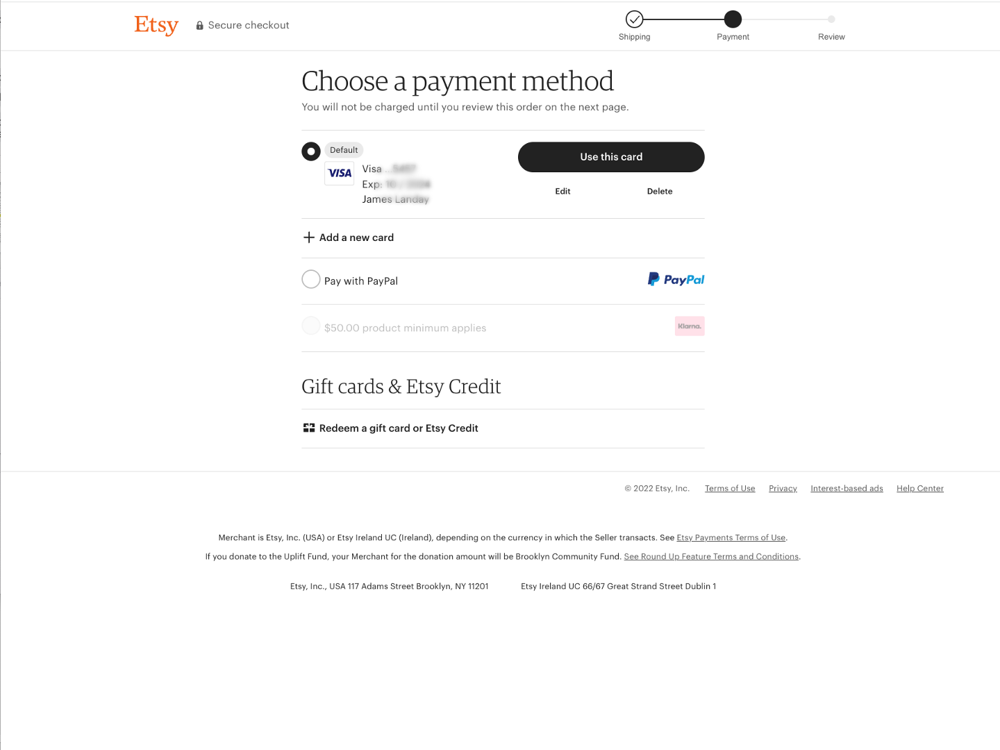 Etsy
Secure checkout
Shipping
Payment
Review
Choose a payment method
You will not be charged until you review this order on the next page.
Default
Use this card
VISA
Visa
Exp:
Edit
Delete
James
Add a new card
Pay with PayPal
PayPal
$50.00 product minimum applies
Klarna.
Gift cards & Etsy Credit
Redeem a gift card or Etsy Credit
© 2022 Etsy, Inc. Terms of Use Privacy Interest-based ads Help Center
Merchant is Etsy, Inc. (USA) or Etsy Ireland UC (Ireland), depending on the currency in which the Seller transacts. See Etsy Payments Terms of Use.
If you donate to the Uplift Fund, your Merchant for the donation amount will be Brooklyn Community Fund. See Round Up Feature Terms and Conditions.
Etsy, Inc., USA 117 Adams Street Brooklyn, NY 11201
Etsy Ireland UC 66/67 Great Strand Street Dublin 1